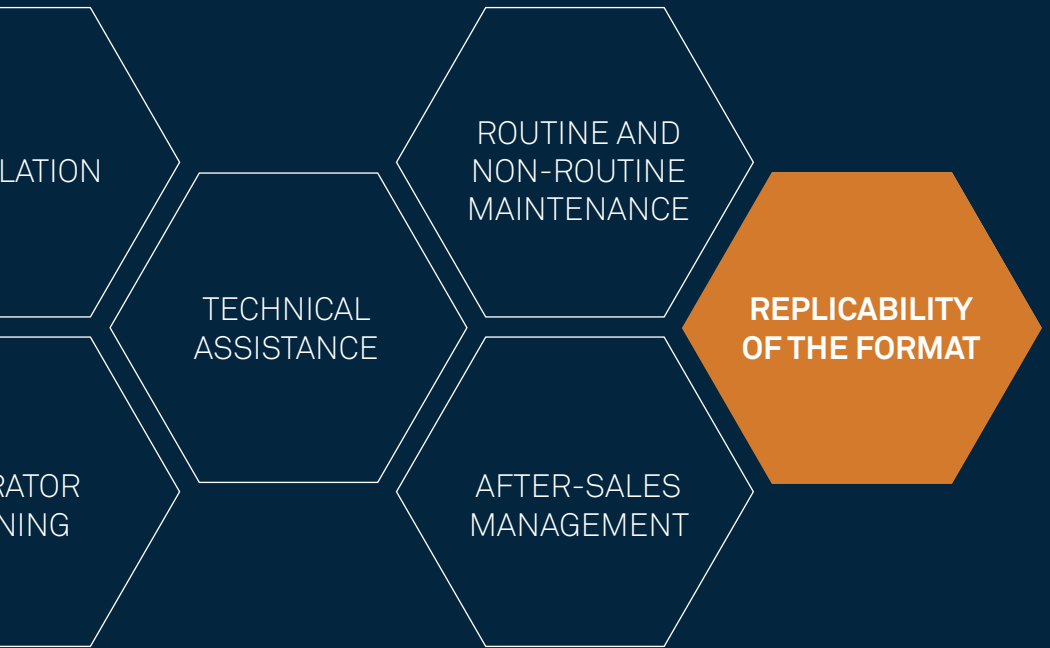 LATION
RATOR
NING
TECHNICAL
ASSISTANCE
ROUTINE AND
NON-ROUTINE
MAINTENANCE
AFTER-SALES
MANAGEMENT
REPLICABILITY
OF THE FORMAT